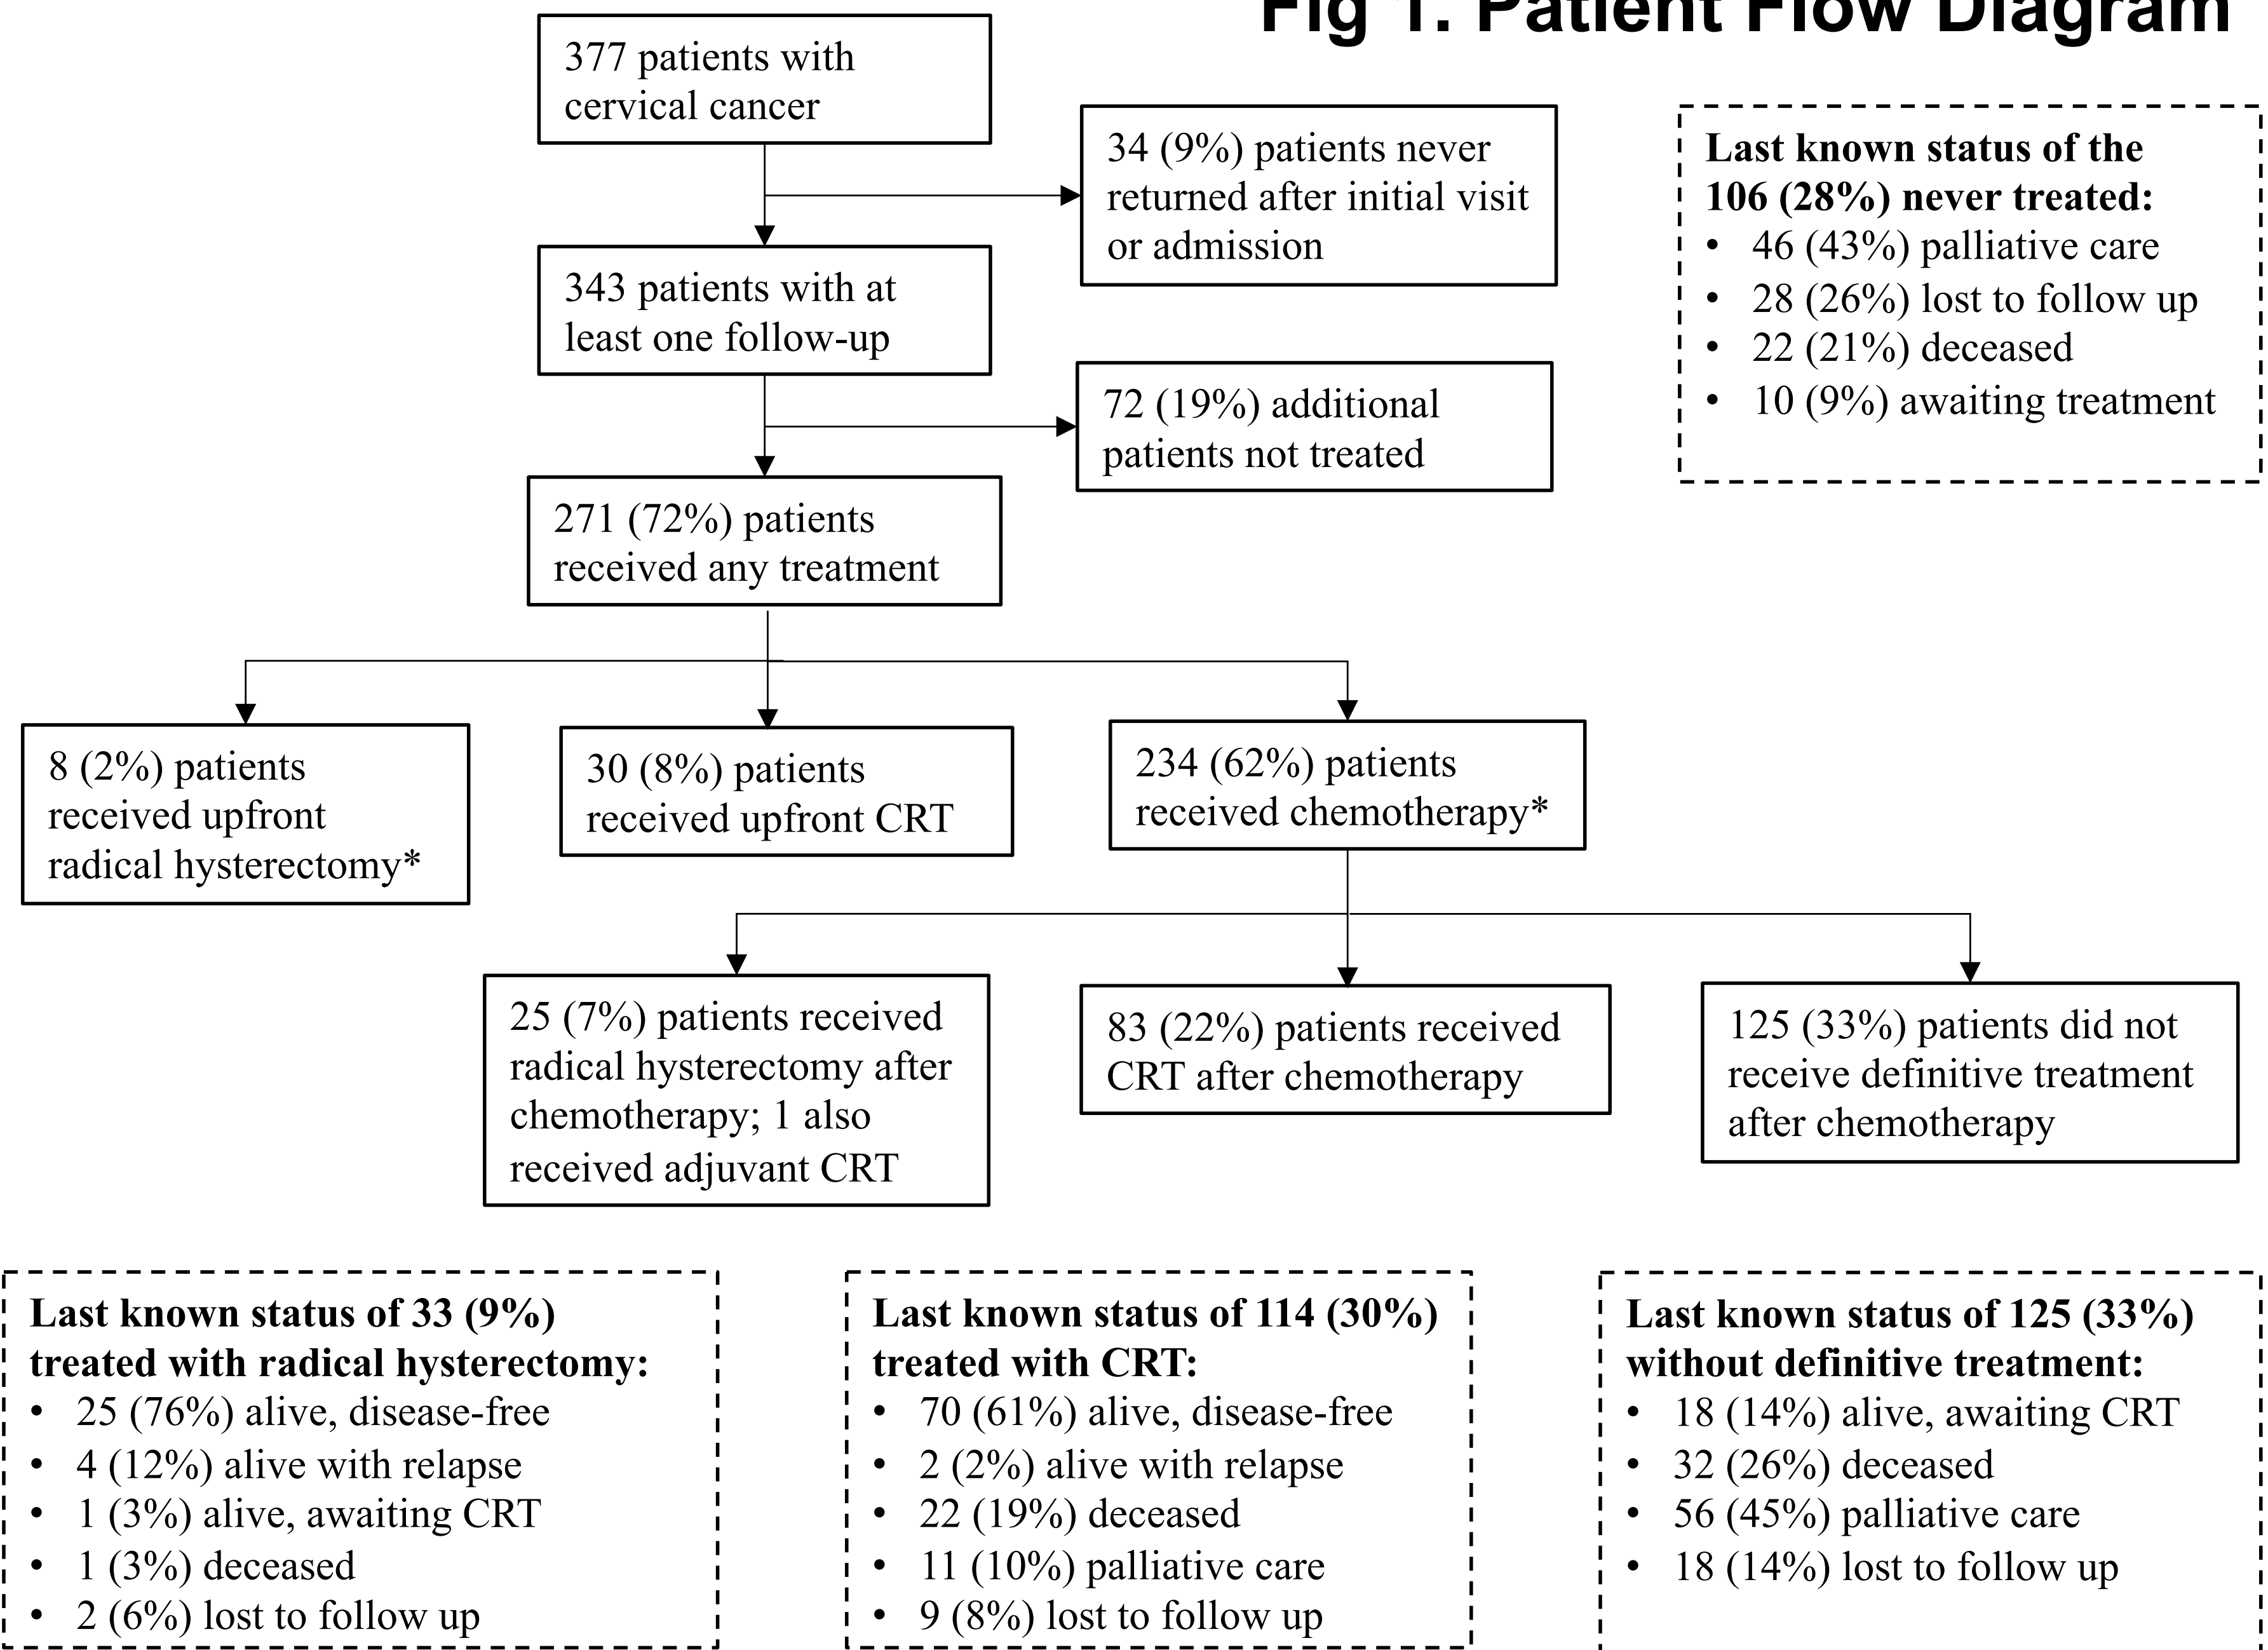 Fig 1. Patient Flow Diagram
377 patients with
cervical cancer
34 (9%) patients never
returned after initial visit
or admission
Last known status of the
106 (28%) never treated:
• 46 (43%) palliative care
• 28 (26%) lost to follow up
• 22 (21%) deceased
• 10 (9%) awaiting treatment
343 patients with at
least one follow-up
72 (19%) additional
patients not treated
271 (72%) patients
received any treatment
8 (2%) patients
received upfront
radical hysterectomy*
30 (8%) patients
received upfront CRT
234 (62%) patients
received chemotherapy*
25 (7%) patients received
radical hysterectomy after
chemotherapy; 1 also
received adjuvant CRT
83 (22%) patients received
CRT after chemotherapy
125 (33%) patients did not
receive definitive treatment
after chemotherapy
Last known status of 33 (9%)
treated with radical hysterectomy:
• 25 (76%) alive, disease-free
• 4 (12%) alive with relapse
• 1 (3%) alive, awaiting CRT
• 1 (3%) deceased
• 2 (6%) lost to follow up
Last known status of 114 (30%)
treated with CRT:
• 70 (61%) alive, disease-free
• 2 (2%) alive with relapse
• 22 (19%) deceased
• 11 (10%) palliative care
• 9 (8%) lost to follow up
Last known status of 125 (33%)
without definitive treatment:
• 18 (14%) alive, awaiting CRT
• 32 (26%) deceased
• 56 (45%) palliative care
• 18 (14%) lost to follow up